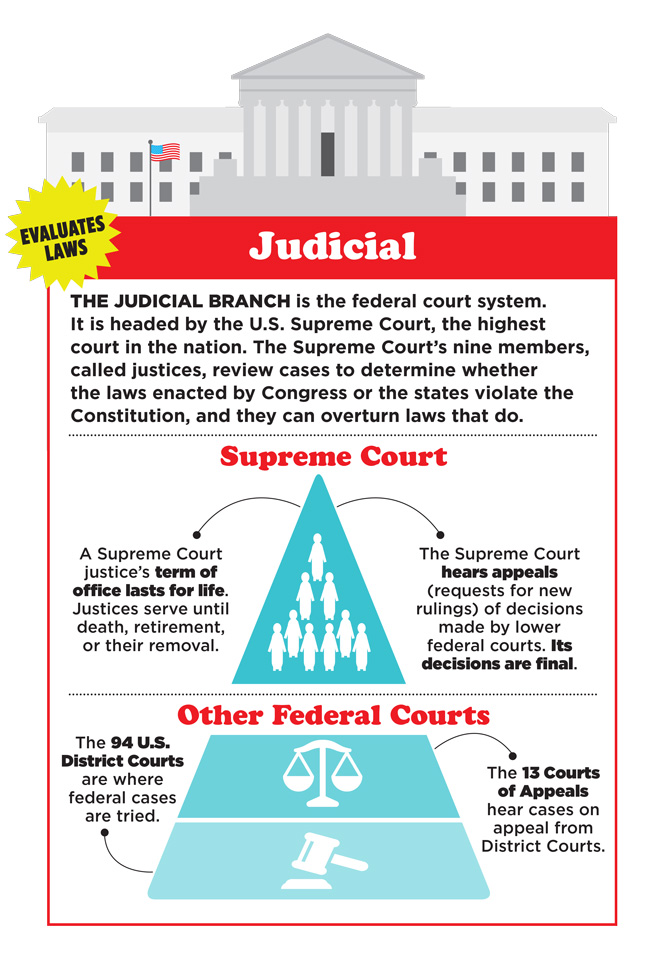 EVALUATES
LAWS
Judicial
THE JUDICIAL BRANCH is the federal court system.
It is headed by the U.S. Supreme Court, the highest
court in the nation. The Supreme Court’s nine members,
called justices, review cases to determine whether
the laws enacted by Congress or the states violate the
Constitution, and they can overturn laws that do.
Supreme Court
A Supreme Court
justice’s term of
office lasts for life.
Justices serve until
death, retirement,
or their removal.
The Supreme Court
hears appeals
(requests for new
rulings) of decisions
made by lower
federal courts. Its
decisions are final.
Other Federal Courts
The 94 U.S.
District Courts
are where
federal cases
are tried.
The 13 Courts
of Appeals
hear cases on
appeal from
District Courts.